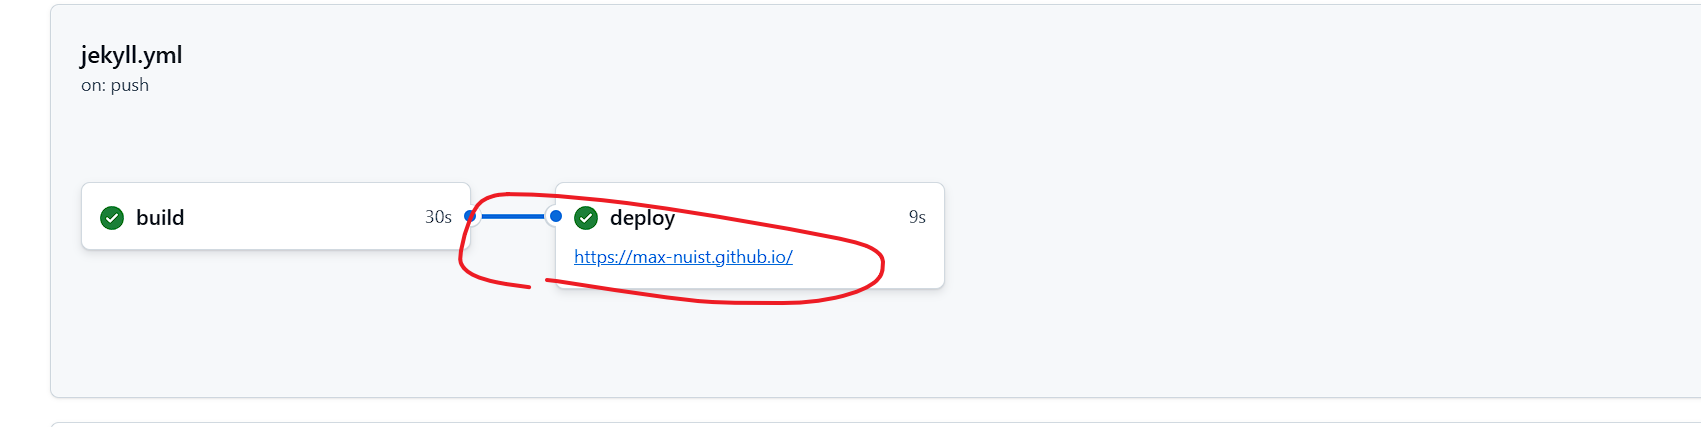 jekyll.yml
on: push
build 30s
deploy 9s
https://max-nuist.github.io/